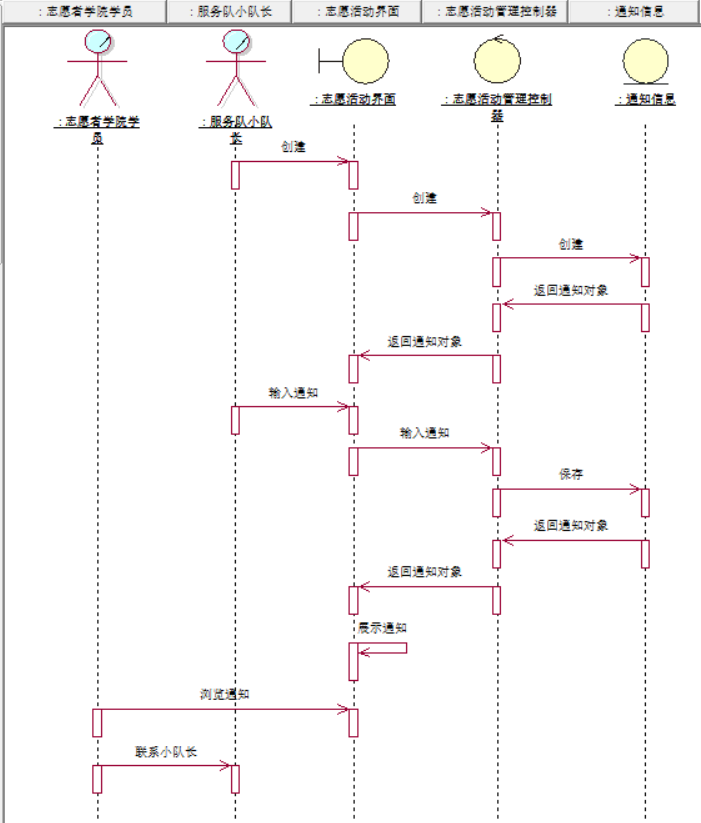 : 志愿者学院学员
: 服务队小队长
: 志愿活动界面
: 志愿活动管理控制器
: 通知信息
: 志愿者学院学
员
: 服务队小队
长
: 志愿活动界面
: 志愿活动管理控制
器
: 通知信息
创建
创建
创建
返回通知对象
返回通知对象
输入通知
输入通知
保存
返回通知对象
返回通知对象
展示通知
浏览通知
联系小队长